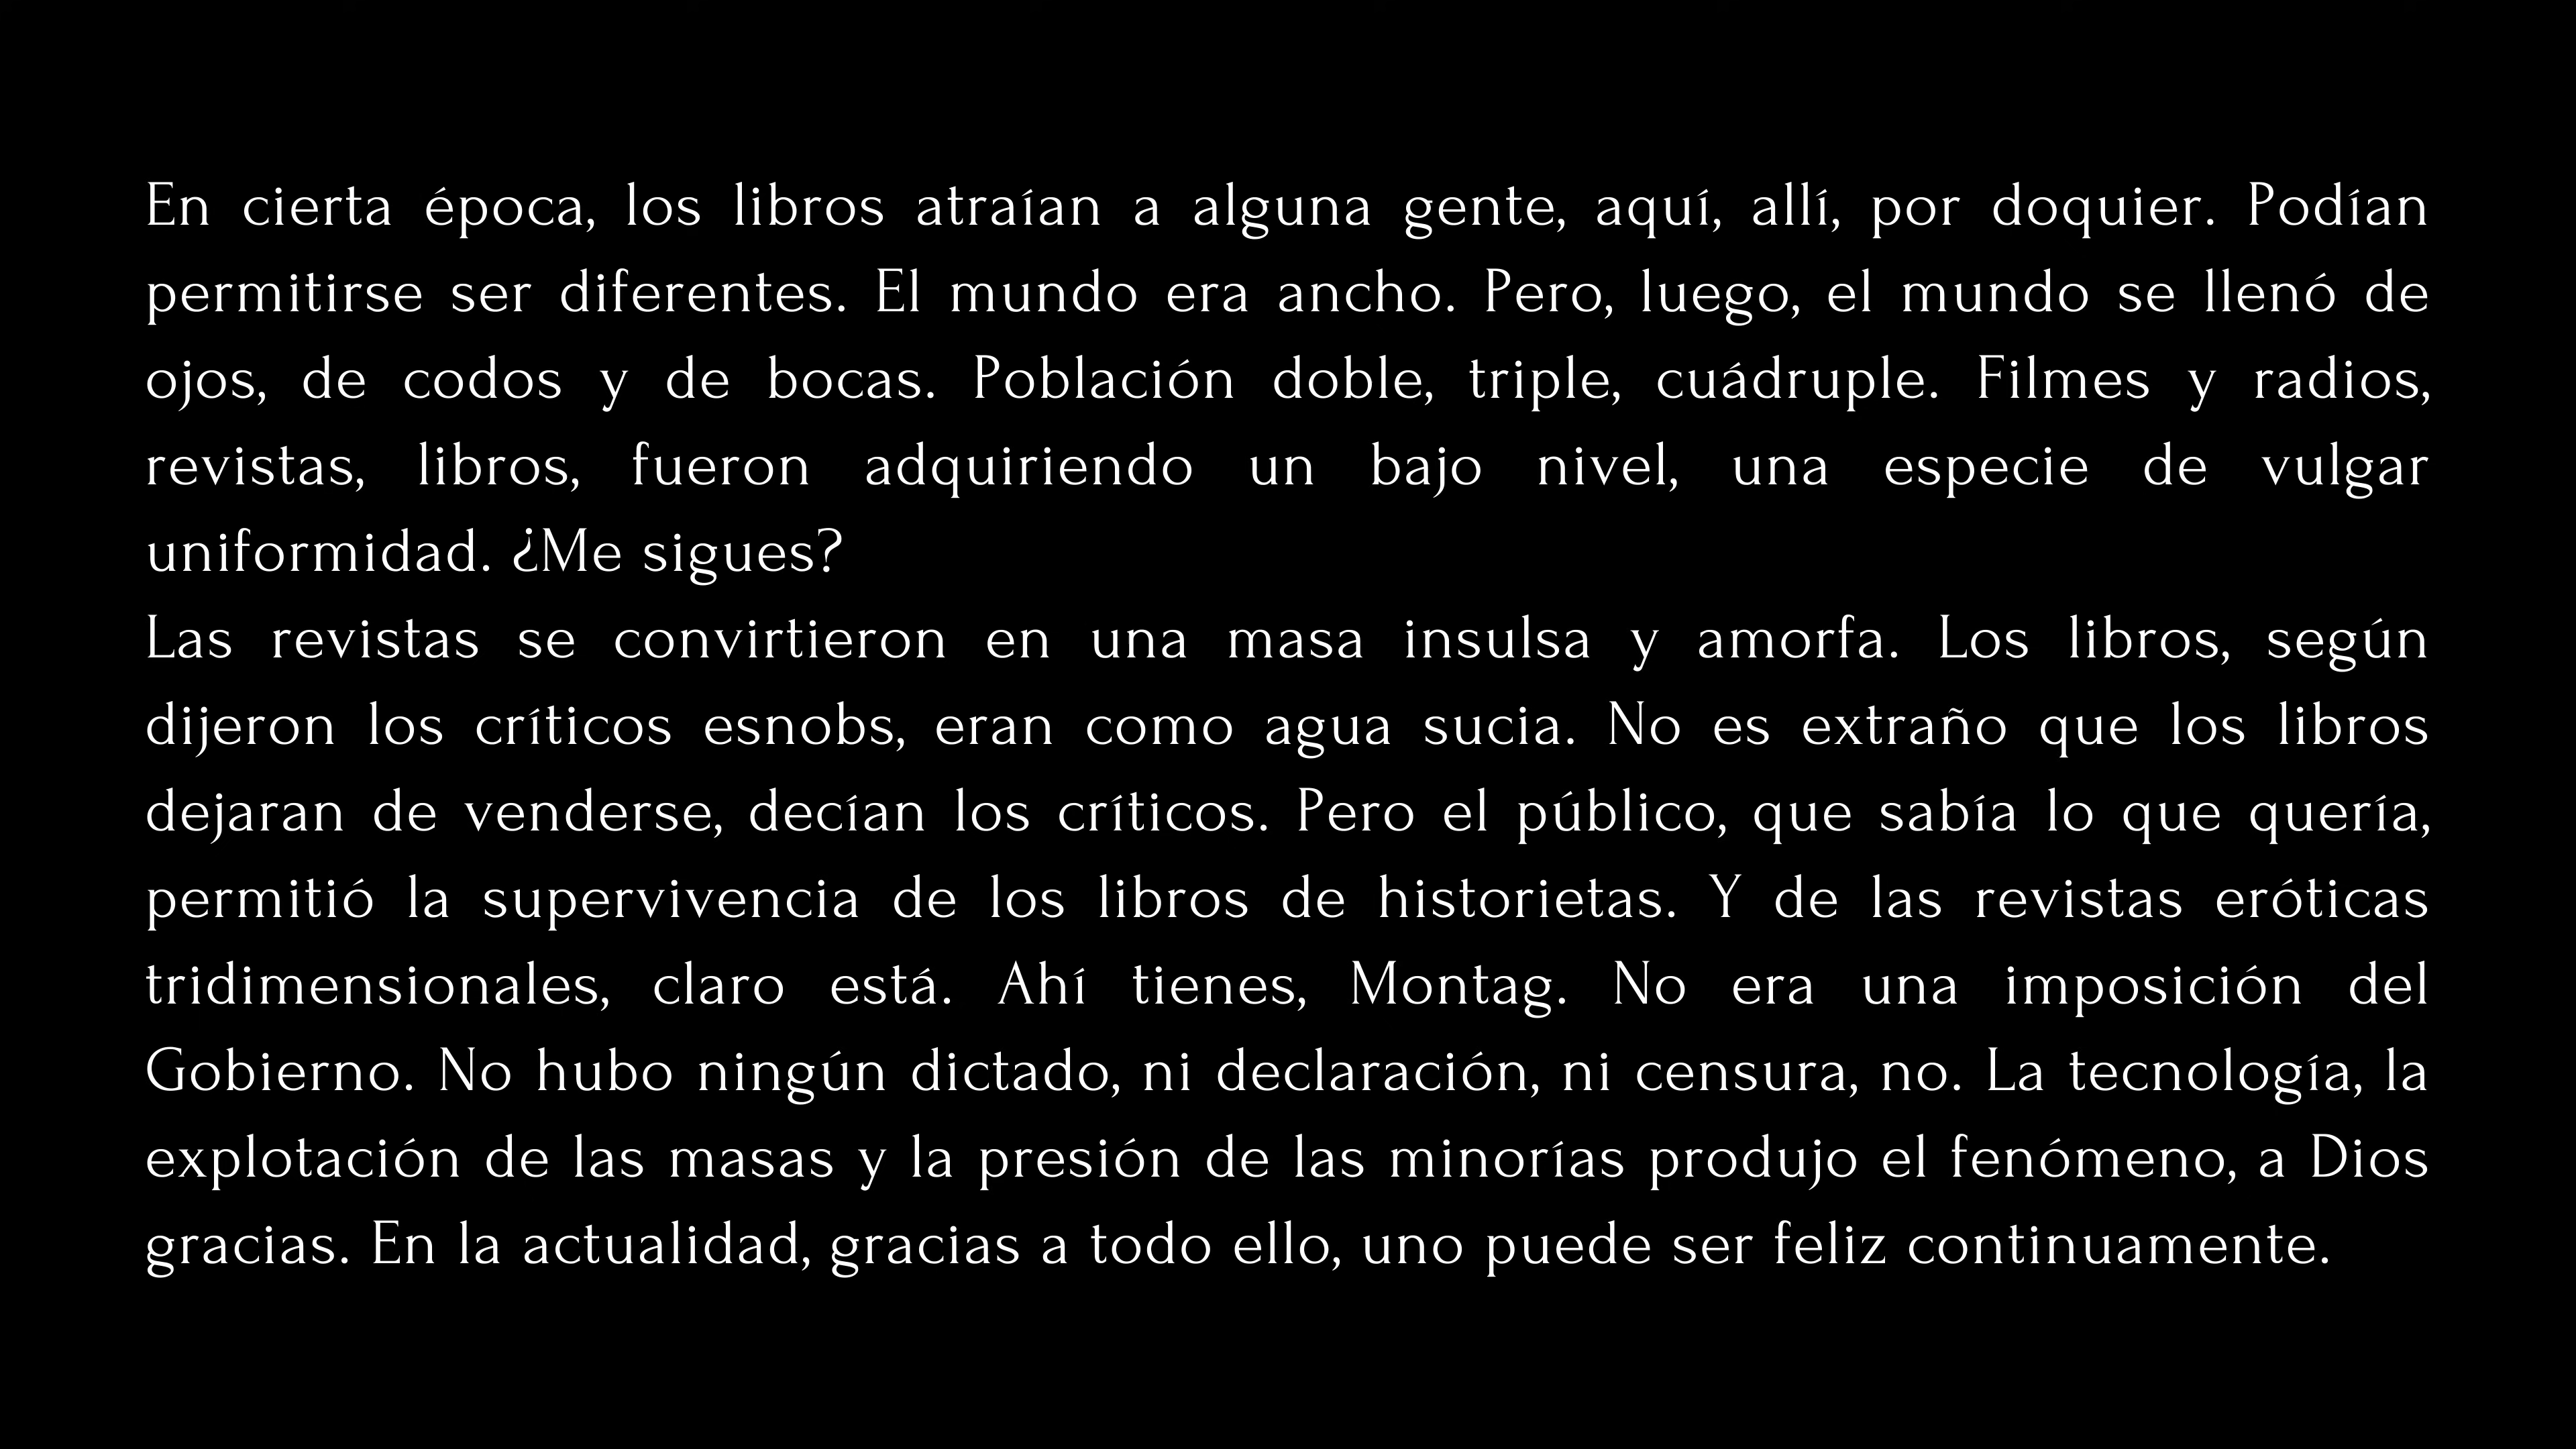 En cierta época, los libros atraían a alguna gente, aquí, allí, por doquier. Podían
permitirse ser diferentes. El mundo era ancho. Pero, luego, el mundo se llenó de
ojos, de codos y de bocas. Población doble, triple, cuádruple. Filmes y radios,
revistas, libros, fueron adquiriendo un bajo nivel, una especie de vulgar
uniformidad. ¿Me sigues?
Las revistas se convirtieron en una masa insulsa y amorfa. Los libros, según
dijeron los críticos esnobs, eran como agua sucia. No es extraño que los libros
dejaran de venderse, decían los críticos. Pero el público, que sabía lo que quería,
permitió la supervivencia de los libros de historietas. Y de las revistas eróticas
tridimensionales, claro está. Ahí tienes, Montag. No era una imposición del
Gobierno. No hubo ningún dictado, ni declaración, ni censura, no. La tecnología, la
explotación de las masas y la presión de las minorías produjo el fenómeno, a Dios
gracias. En la actualidad, gracias a todo ello, uno puede ser feliz continuamente.